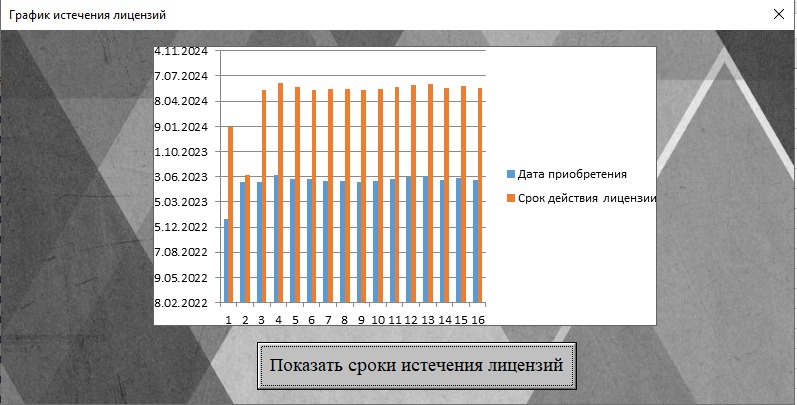 График истечения лицензий
4.11.2024
7.07.2024
8.04.2024
9.01.2024
1.10.2023
3.06.2023
5.03.2023
5.12.2022
7.08.2022
9.05.2022
8.02.2022
1 2 3 4 5 6 7 8 9 10 11 12 13 14 15 16
Дата приобретения
Срок действия лицензии
Показать сроки истечения лицензий